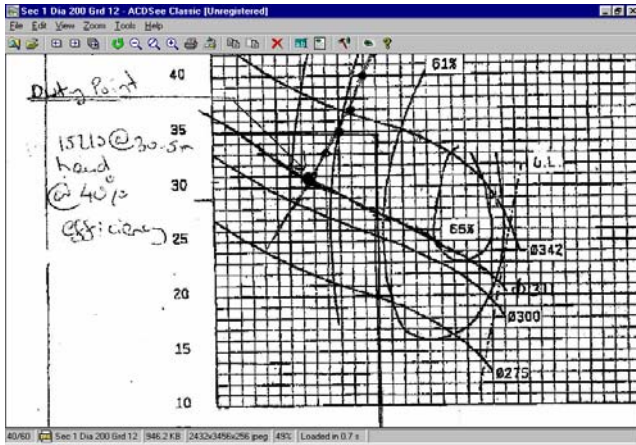 Sec 1 Dia 200 Grd 12 - ACDSee Classic [Unregistered]
File Edit View Zoom Tools Help
Duty Point
15L/s @ 30.5m
head
@ 40%
efficiency
40
35
30
25
20
15
10
61%
65%
Ø342
Ø300
Ø275
40/60 Sec 1 Dia 200 Grd 12 946.2 KB 2432x3456x256 jpeg 49% Loaded in 0.7 s